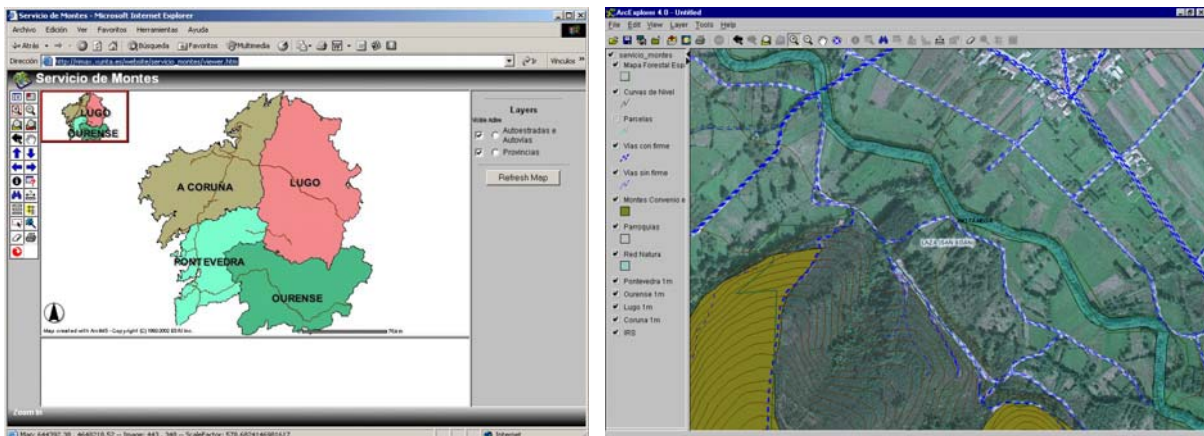 Servicio de Montes - Microsoft Internet Explorer
Archivo Edición Ver Favoritos Herramientas Ayuda
Atrás Búsqueda Favoritos Multimedia
Dirección Vínculos
Servicio de Montes
LUGO
OURENSE
A CORUÑA
LUGO
PONTEVEDRA
OURENSE
Layers
Visible Active
Autoestradas e
Autovías
Provincias
Refresh Map
Map created with ArcIMS - Copyright (C) 1992-2002 ESRI Inc.
Zoom In
Internet
ArcExplorer 4.0 - Untitled
File Edit View Layer Tools Help
servicio_montes
Mapa Forestal Esp
Curvas de Nivel
Parcelas
Vías con firme
Vías sin firme
Montes Convenio e
Parroquias
Red Natura
Pontevedra 1m
Ourense 1m
Lugo 1m
Coruna 1m
IRS